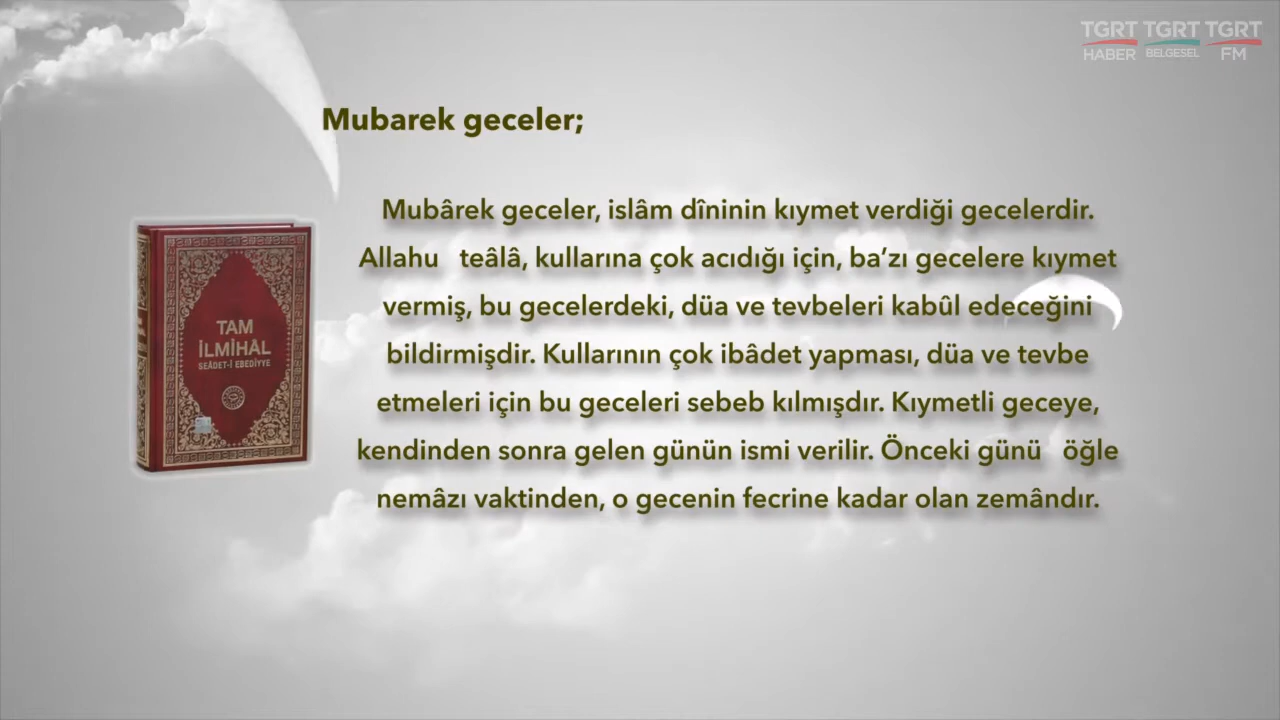 TGRT TGRT TGRT
HABER BELGESEL FM
Mubarek geceler;
Mubârek geceler, islâm dîninin kıymet verdiği gecelerdir.
Allahu teâlâ, kullarına çok acıdığı için, ba’zı gecelere kıymet
vermiş, bu gecelerdeki, düa ve tevbeleri kabûl edeceğini
bildirmişdir. Kullarının çok ibâdet yapması, düa ve tevbe
etmeleri için bu geceleri sebeb kılmışdır. Kıymetli geceye,
kendinden sonra gelen günün ismi verilir. Önceki günü öğle
nemâzı vaktinden, o gecenin fecrine kadar olan zemândır.
TAM
İLMİHÂL
SEÂDET-İ EBEDİYYE